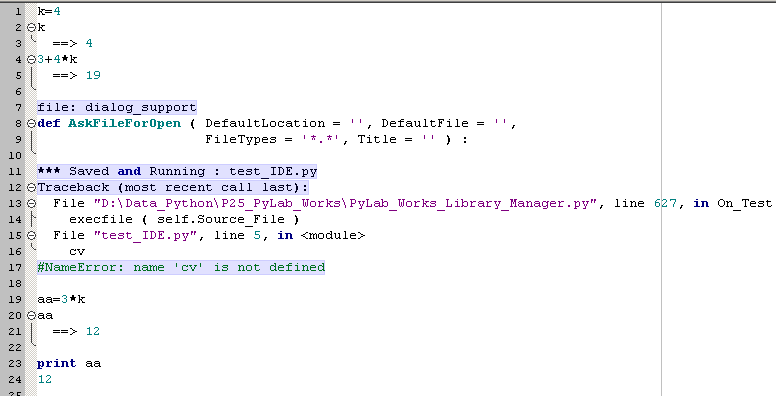 1 k=4
2 k
3 ==> 4
4 3+4*k
5 ==> 19
6
7 file: dialog_support
8 def AskFileForOpen ( DefaultLocation = '', DefaultFile = '',
9 FileTypes = '*.*', Title = '' ) :
10
11 *** Saved and Running : test_IDE.py
12 Traceback (most recent call last):
13 File "D:\Data_Python\P25_PyLab_Works\PyLab_Works_Library_Manager.py", line 627, in On_Test
14 execfile ( self.Source_File )
15 File "test_IDE.py", line 5, in <module>
16 cv
17 #NameError: name 'cv' is not defined
18
19 aa=3*k
20 aa
21 ==> 12
22
23 print aa
24 12
25